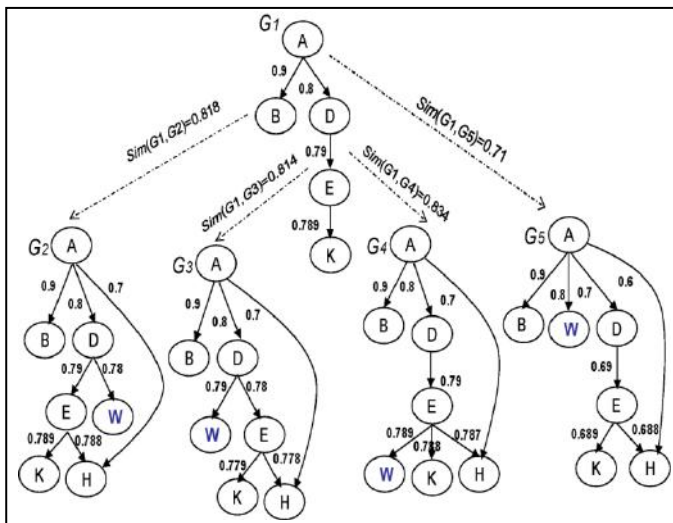 G1
A
0.9
0.8
B
D
0.79
E
0.789
K
Sim(G1,G2)=0.818
Sim(G1,G3)=0.814
Sim(G1,G4)=0.834
Sim(G1,G5)=0.71
G2
A
0.9
0.8
0.7
B
D
0.79
0.78
E
W
0.789
0.788
K
H
G3
A
0.9
0.8
0.7
B
D
0.79
0.78
W
E
0.779
0.778
K
H
G4
A
0.9
0.8
0.7
B
D
0.79
E
0.789
0.788
0.787
W
K
H
G5
A
0.9
0.8
0.7
0.6
B
W
D
0.69
E
0.689
0.688
K
H